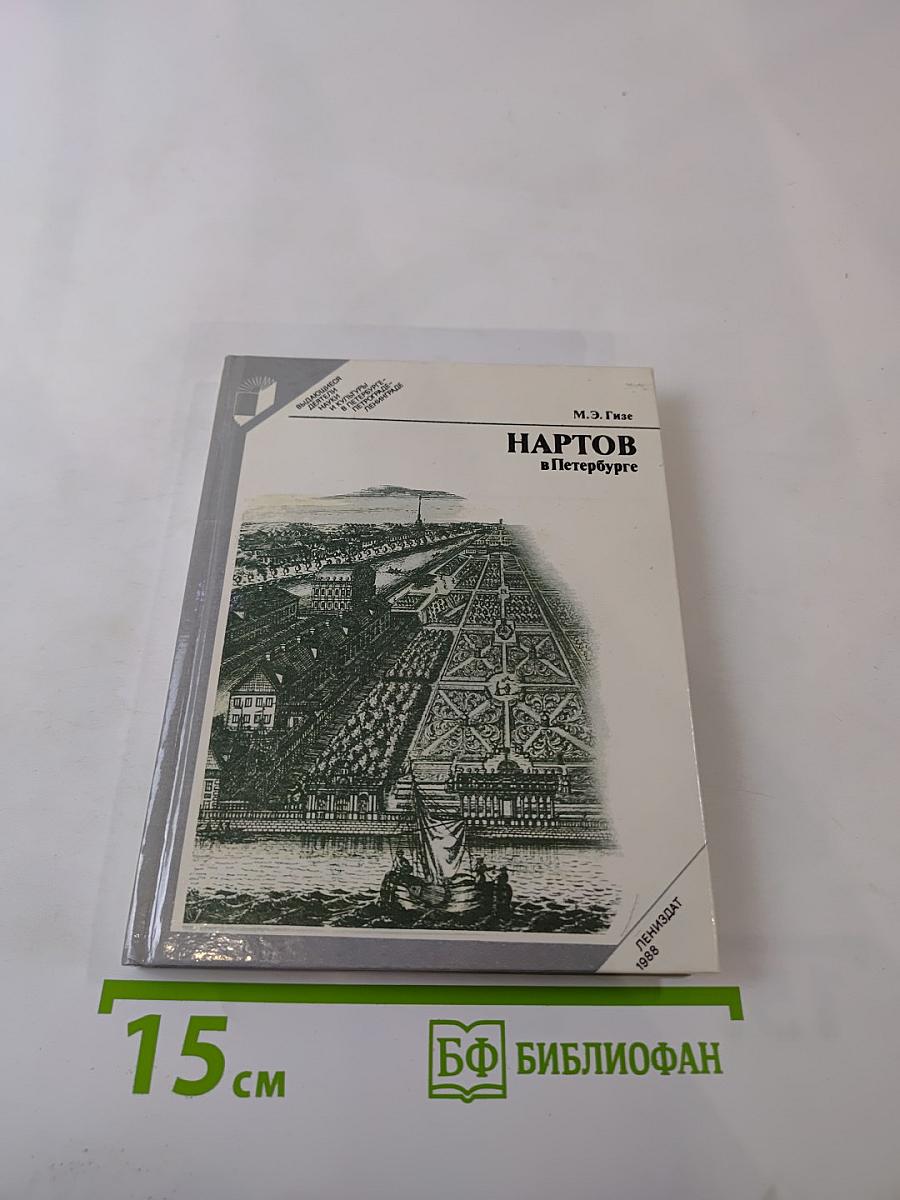 ВЫДАЮЩИЕСЯ
ДЕЯТЕЛИ
НАУКИ
И КУЛЬТУРЫ
В ПЕТЕРБУРГЕ-
ПЕТРОГРАДЕ-
ЛЕНИНГРАДЕ
М.Э. Гизе
НАРТОВ
в Петербурге
ЛЕНИЗДАТ
1988
15 см
БФ БИБЛИОФАН